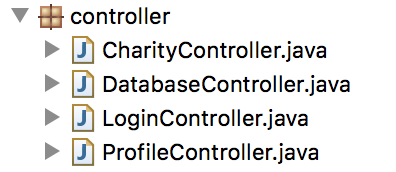 controller
CharityController.java
DatabaseController.java
LoginController.java
ProfileController.java